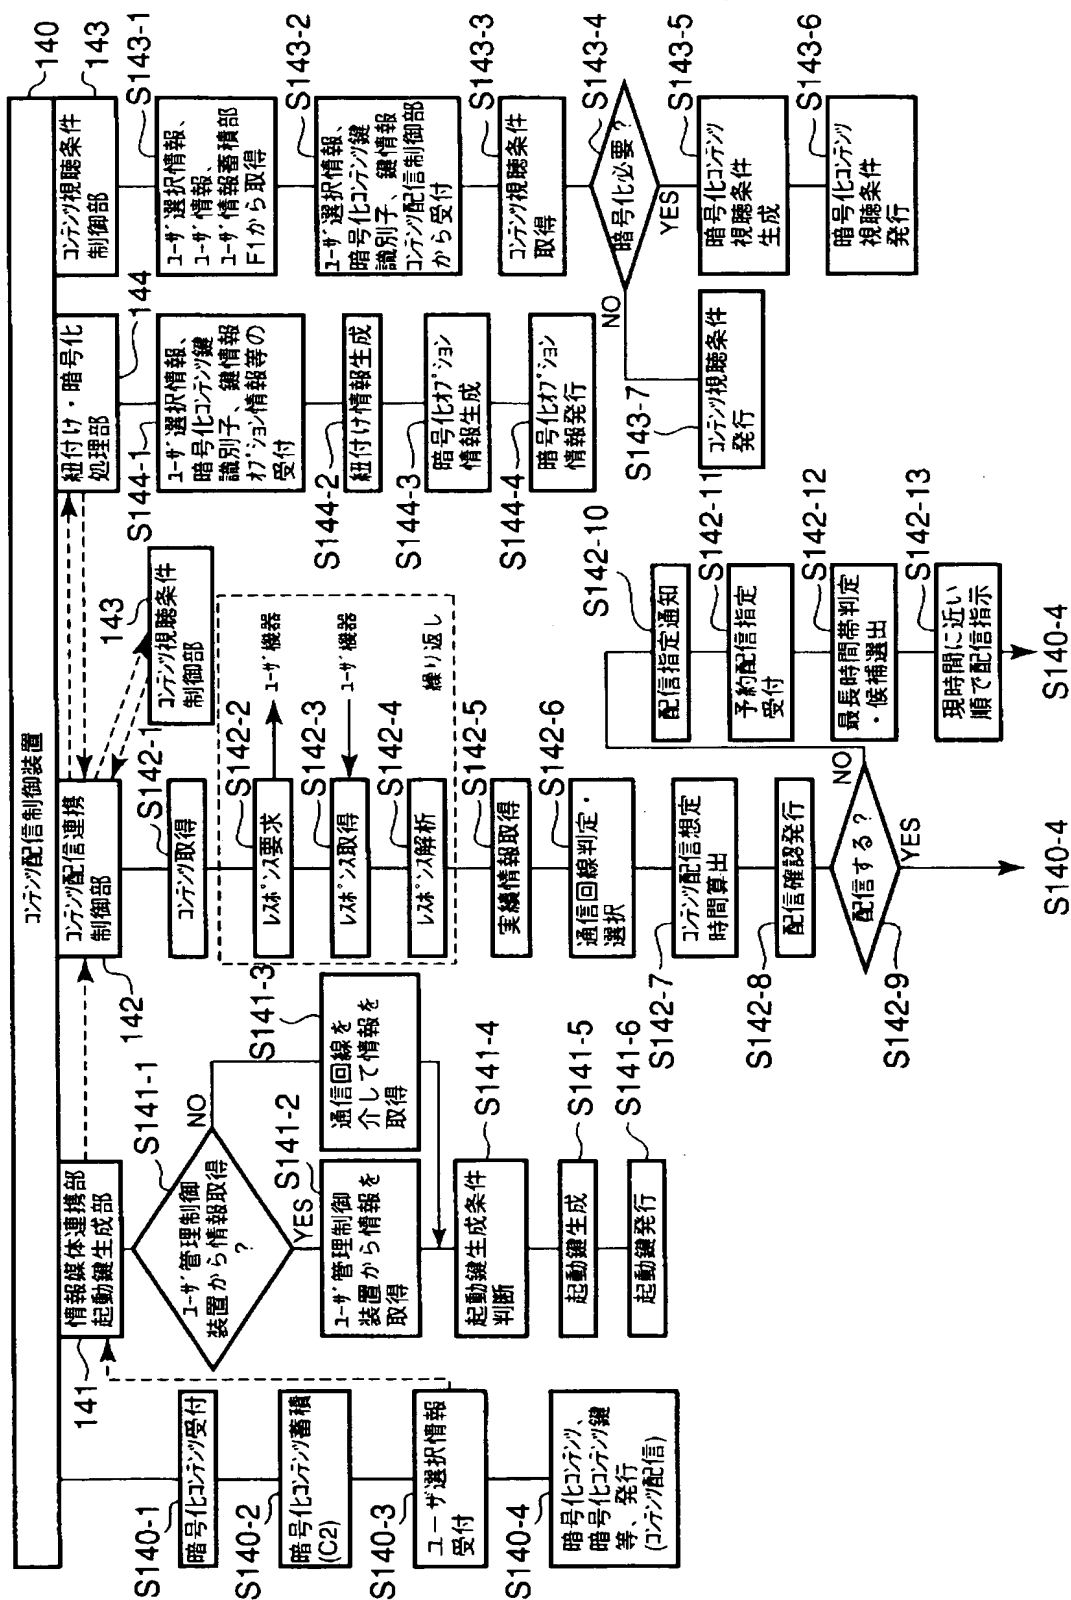 コンテンツ配信制御装置
140
S140-1
暗号化コンテンツ受付
S140-2
暗号化コンテンツ蓄積
(C2)
S140-3
ユーザ選択情報
受付
S140-4
暗号化コンテンツ、
暗号化コンテンツ鍵
等、発行
(コンテンツ配信)
141
情報媒体連携部
起動鍵生成部
S141-1
ユーザ管理制御
装置から情報取得
?
NO
YES
S141-2
ユーザ管理制御
装置から情報を
取得
S141-3
通信回線を
介して情報を
取得
S141-4
起動鍵生成条件
判断
S141-5
起動鍵生成
S141-6
起動鍵発行
142
コンテンツ配信連携
制御部
143
コンテンツ視聴条件
制御部
S142-1
コンテンツ取得
S142-2
レスポンス要求
ユーザ機器
S142-3
レスポンス取得
ユーザ機器
S142-4
レスポンス解析
繰り返し
S142-5
実績情報取得
S142-6
通信回線判定・
選択
S142-7
コンテンツ配信想定
時間算出
S142-8
配信確認発行
S142-9
配信する?
NO
YES
S140-4
S142-10
配信指定通知
S142-11
予約配信指定
受付
S142-12
最長時間帯判定
・候補選出
S142-13
現時間に近い
順で配信指示
S140-4
144
紐付け・暗号化
処理部
S144-1
ユーザ選択情報、
暗号化コンテンツ鍵
識別子、鍵情報
オプション情報等の
受付
S144-2
紐付け情報生成
S144-3
暗号化オプション
情報生成
S144-4
暗号化オプション
情報発行
143
コンテンツ視聴条件
制御部
S143-1
ユーザ選択情報、
ユーザ情報、
ユーザ情報蓄積部
F1から取得
S143-2
ユーザ選択情報、
暗号化コンテンツ鍵
識別子、鍵情報
コンテンツ配信制御部
から受付
S143-3
コンテンツ視聴条件
取得
S143-4
暗号化必要?
NO
YES
S143-5
暗号化コンテンツ
視聴条件
生成
S143-6
暗号化コンテンツ
視聴条件
発行
S143-7
コンテンツ視聴条件
発行